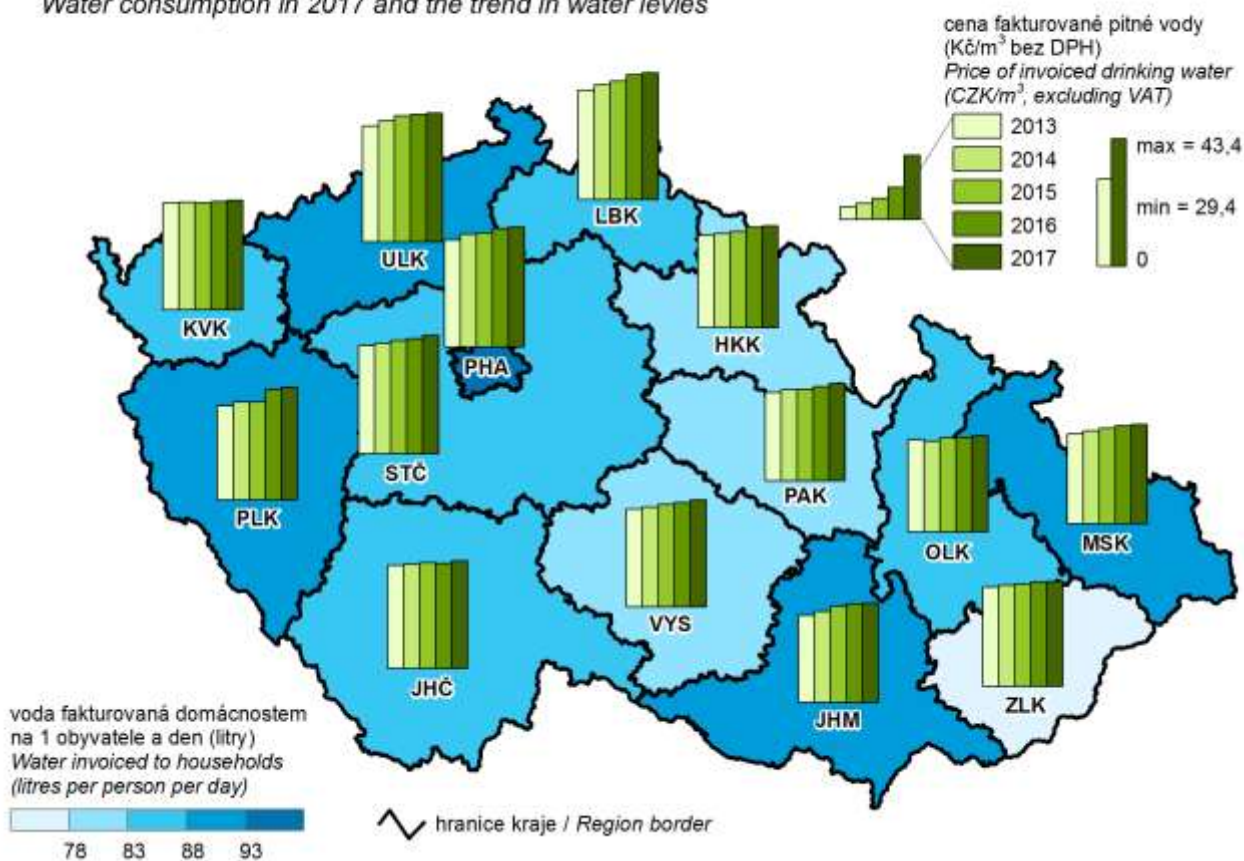 Water consumption in 2017 and the trend in water levies
cena fakturované pitné vody
(Kč/m³ bez DPH)
Price of invoiced drinking water
(CZK/m³, excluding VAT)
2013
2014
2015
2016
2017
max = 43,4
min = 29,4
0
LBK
ULK
KVK
HKK
PHA
STČ
PAK
PLK
OLK
MSK
VYS
JHČ
JHM
ZLK
voda fakturovaná domácnostem
na 1 obyvatele a den (litry)
Water invoiced to households
(litres per person per day)
78 83 88 93
hranice kraje / Region border